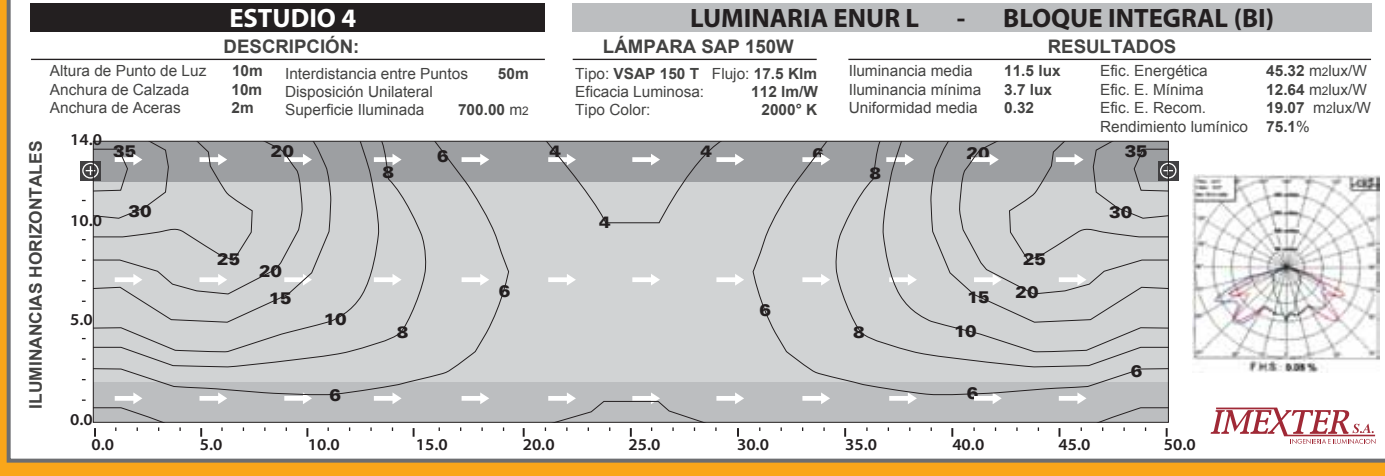 ESTUDIO 4
LUMINARIA ENUR L - BLOQUE INTEGRAL (BI)
DESCRIPCIÓN:
LÁMPARA SAP 150W
RESULTADOS
Altura de Punto de Luz 10m Interdistancia entre Puntos 50m
Anchura de Calzada 10m Disposición Unilateral
Anchura de Aceras 2m Superficie Iluminada 700.00 m2
Tipo: VSAP 150 T Flujo: 17.5 Klm
Eficacia Luminosa: 112 lm/W
Tipo Color: 2000° K
Iluminancia media 11.5 lux Efic. Energética 45.32 m2lux/W
Iluminancia mínima 3.7 lux Efic. E. Mínima 12.64 m2lux/W
Uniformidad media 0.32 Efic. E. Recom. 19.07 m2lux/W
Rendimiento lumínico 75.1%
ILUMINANCIAS HORIZONTALES
14.0
35 20 8 6 4 4 6 8 20 35
30 4 30
10.0
25 20 15 10 8 6 6 8 10 15 20 25
5.0
6 6 6
0.0
0.0 5.0 10.0 15.0 20.0 25.0 30.0 35.0 40.0 45.0 50.0
F.H.S.: 0.05 %
IMEXTER S.A.
INGENIERIA E ILUMINACION